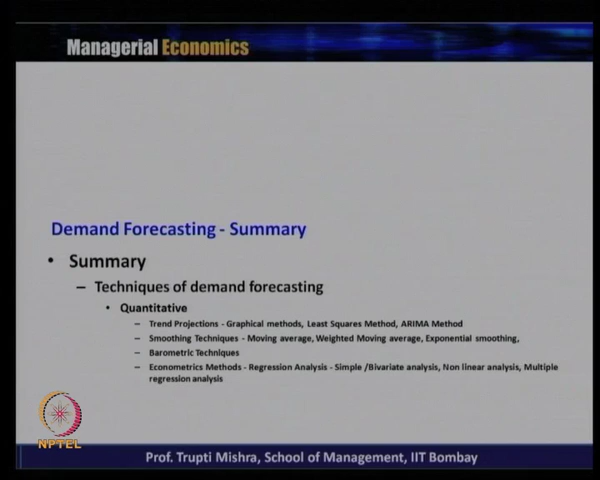 Managerial Economics
Demand Forecasting - Summary
• Summary
– Techniques of demand forecasting
• Quantitative
– Trend Projections - Graphical methods, Least Squares Method, ARIMA Method
– Smoothing Techniques - Moving average, Weighted Moving average, Exponential smoothing,
– Barometric Techniques
– Econometrics Methods - Regression Analysis - Simple /Bivariate analysis, Non linear analysis, Multiple
regression analysis
NPTEL
Prof. Trupti Mishra, School of Management, IIT Bombay